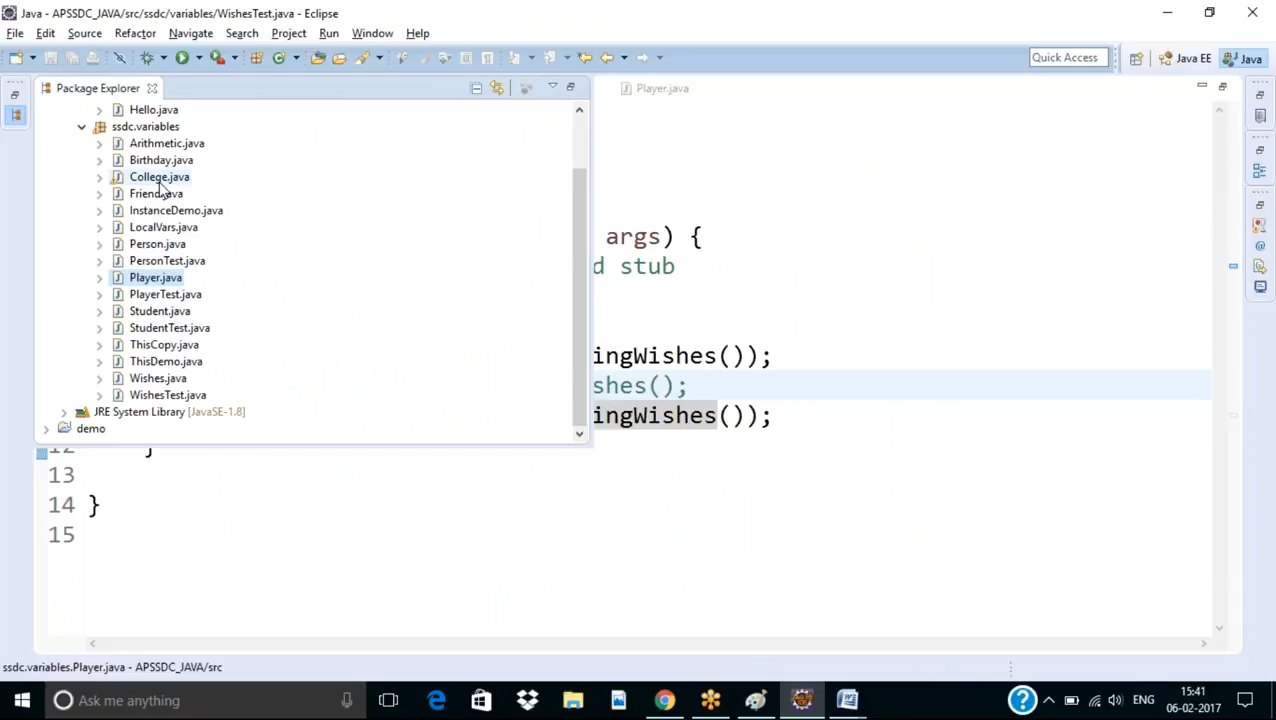 Java - APSSDC_JAVA/src/ssdc/variables/WishesTest.java - Eclipse
File Edit Source Refactor Navigate Search Project Run Window Help
Quick Access Java EE Java
Package Explorer Player.java
Hello.java
ssdc.variables
Arithmetic.java
Birthday.java
College.java
Friend.java
InstanceDemo.java
LocalVars.java
Person.java
PersonTest.java
Player.java
PlayerTest.java
Student.java
StudentTest.java
ThisCopy.java
ThisDemo.java
Wishes.java
WishesTest.java
JRE System Library [JavaSE-1.8]
demo
args) {
d stub
ingWishes());
shes();
ingWishes());
12 }
13
14 }
15
ssdc.variables.Player.java - APSSDC_JAVA/src
Ask me anything
ENG
15:41
06-02-2017